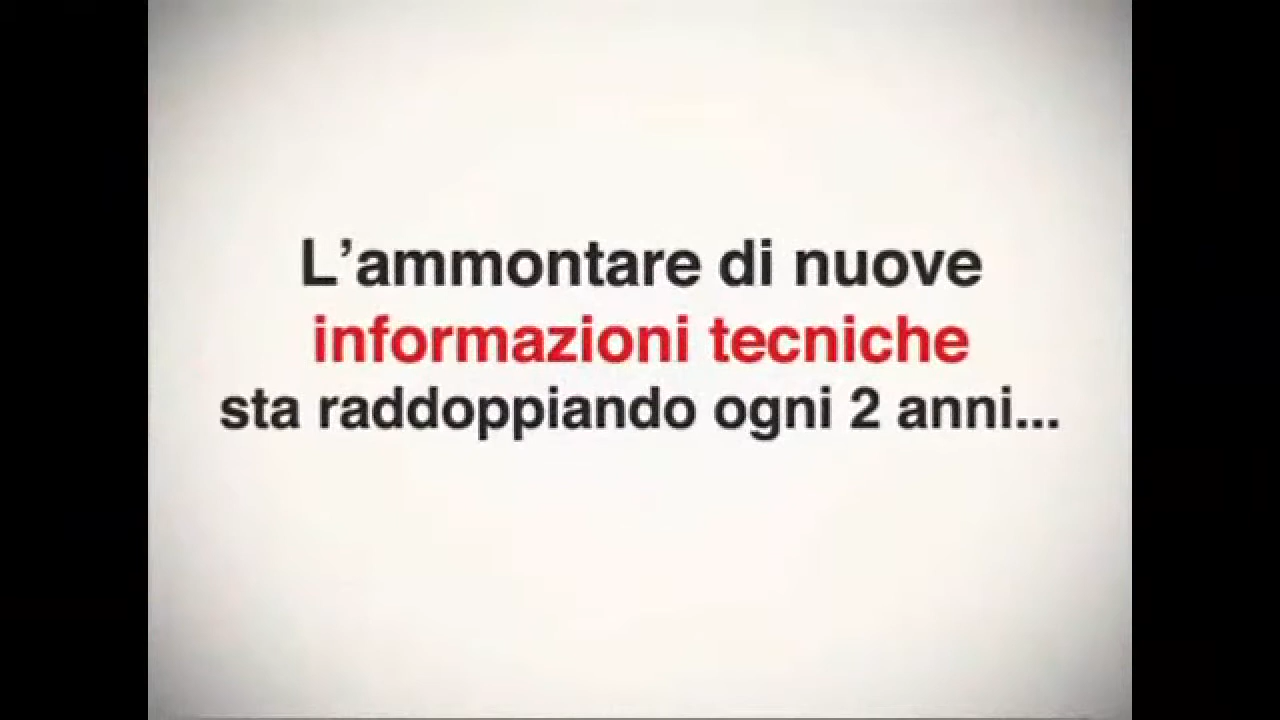 L’ammontare di nuove
informazioni tecniche
sta raddoppiando ogni 2 anni...